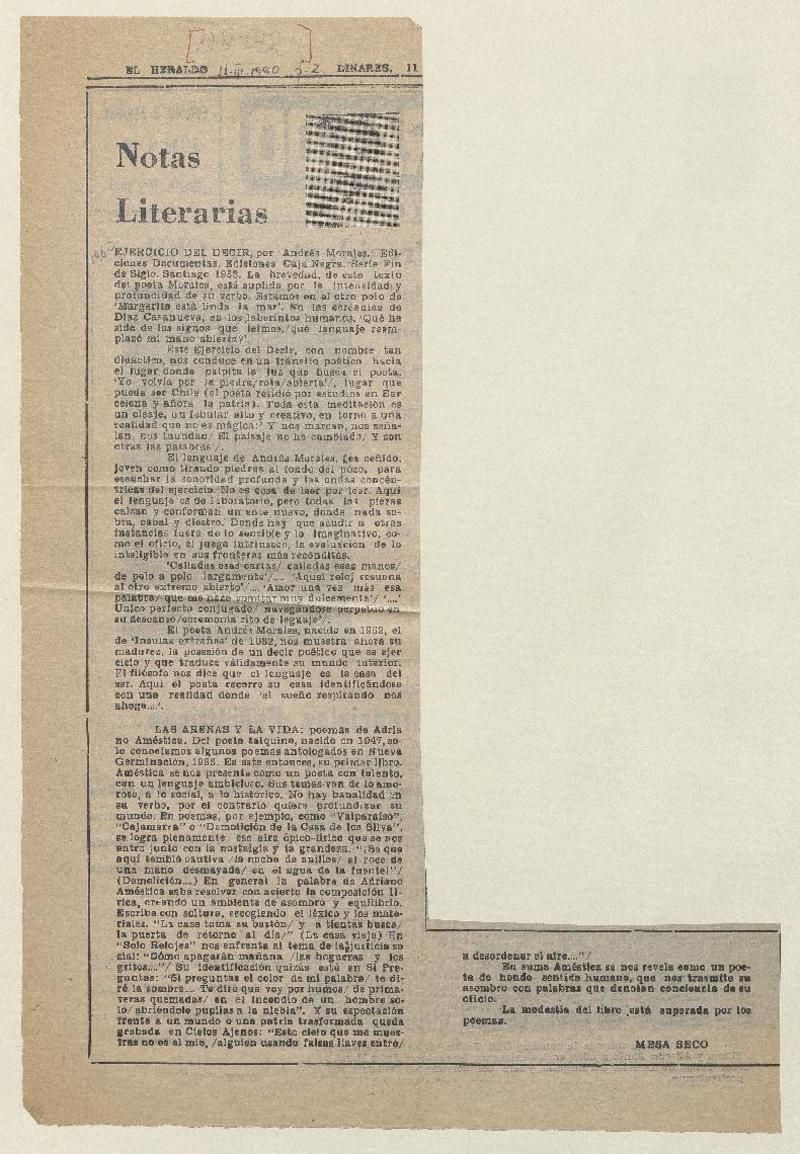 EL HERALDO 11-III-1990 p.2 LINARES, 11
Notas
Literarias
EJERCICIO DEL DECIR, por Andrés Morales. Edi-
ciones Documentas. Ediciones Caja Negra. Serie Fin
de Siglo. Santiago 1988. La brevedad, de este texto
del poeta Morales, está suplida por la intensidad y
profundidad de su verbo. Estamos en el otro polo de
'Margarita está linda la mar'. En las
Díaz Casanueva, en los laberintos humanos. 'Qué ha
sido de los signos que leímos,/qué lenguaje reem-
plazó mi mano abierta?'.
Este Ejercicio del Decir, con nombre tan
didáctico, nos conduce en un tránsito poético hacia
el lugar donde palpita la luz que busca el poeta.
'Yo volvía por la piedra/rota/abierta'/, lugar que
puede ser Chile (el poeta residió por estudios en Bar
celona y añora la patria). Toda esta meditación es
un oleaje, un fabular alto y creativo, en torno a una
realidad que no es mágica:' Y nos marcan, nos seña-
lan, nos inundan/ El paisaje no ha cambiado/ Y son
otras las palabras'/.
El lenguaje de Andrés Morales, es ceñido,
joven como tirando piedras al fondo del pozo, para
escuchar la sonoridad profunda y las ondas concén-
tricas del ejercicio. No es cosa de leer por leer. Aquí
el lenguaje es de laboratorio, pero todas las piezas
calzan y conforman un ente nuevo, donde nada so-
bra, cabal y diestro. Donde hay que acudir a otras
instancias fuera de lo sensible y lo imaginativo, co-
mo el oficio, el juego intrínseco, la evaluación de lo
inteligible en sus fronteras más recónditas.
'Calladas esas cartas/ calladas esas manos/
de polo a polo largamente'/... 'Aquel reloj resuena
al otro extremo abierto'/... 'Amor una vez más esa
palabra/ que me hace vomitar muy dulcemente'/ '....'
Unico perfecto conjugado/ navegándose perpetuo en
su descanso/ceremonia rito de leguaje'/.
El poeta Andrés Morales, nacido en 1962, el
de 'Insulas extrañas' de 1982, nos muestra ahora su
madurez, la posesión de un decir poético que es ejer
cicio y que traduce válidamente su mundo interior.
El filósofo nos dice que el lenguaje es la casa del
ser. Aquí el poeta recorre su casa identificándose
con una realidad donde 'el sueño respirando nos
ahoga....'.
LAS ARENAS Y LA VIDA: poemas de Adria
no Améstica. Del poeta talquino, nacido en 1947, so-
lo conocíamos algunos poemas antologados en Nueva
Germinación, 1988. Es este entonces, su primer libro.
Améstica se nos presenta como un poeta con talento,
con un lenguaje ambicioso. Sus temas van de lo amo-
roso, a lo social, a lo histórico. No hay banalidad en
su verbo, por el contrario quiere profundizar su
mundo. En poemas, por ejemplo, como "Valparaíso",
"Cajamarca" o "Demolición de la Casa de los Silva",
se logra plenamente ese aire épico-lírico que se nos
entra junto con la nostalgia y la grandeza. "¡Se que
aquí tembló cautiva /la noche de anillos/ al roce de
una mano desmayada/ en el agua de la fuente!"/
(Demolición....) En general la palabra de Adriano
Améstica sabe resolver con acierto la composición lí-
rica, creando un ambiente de asombro y equilibrio.
Escribe con soltura, escogiendo el léxico y los mate-
riales. "La casa toma su bastón/ y a tientas busca/
la puerta de retorno al día/" (La casa vieja) En
"Solo Relojes" nos enfrenta al tema de la justicia so
cial: "Cómo apagarán mañana /las hogueras y los
gritos...."/ Su identificación quizás esté en Si Pre-
guntas: "Si preguntas el color de mi palabra/ te di-
ré la sombra... Te diré que voy por humos/ de prima-
veras quemadas/ en el incendio de un hombre so-
lo/ abriéndole pupilas a la niebla". Y su espectación
frente a un mundo o una patria trasformada queda
grabada en Cielos Ajenos: "Este cielo que me mues-
tras no es el mío, /alguien usando falsas llaves entró/
a desordenar el aire...."/
En suma Améstica se nos revela como un poe-
ta de hondo sentido humano, que nos trasmite su
asombro con palabras que denotan conciencia de su
oficio.
La modestia del libro está superada por los
poemas.
MESA SECO